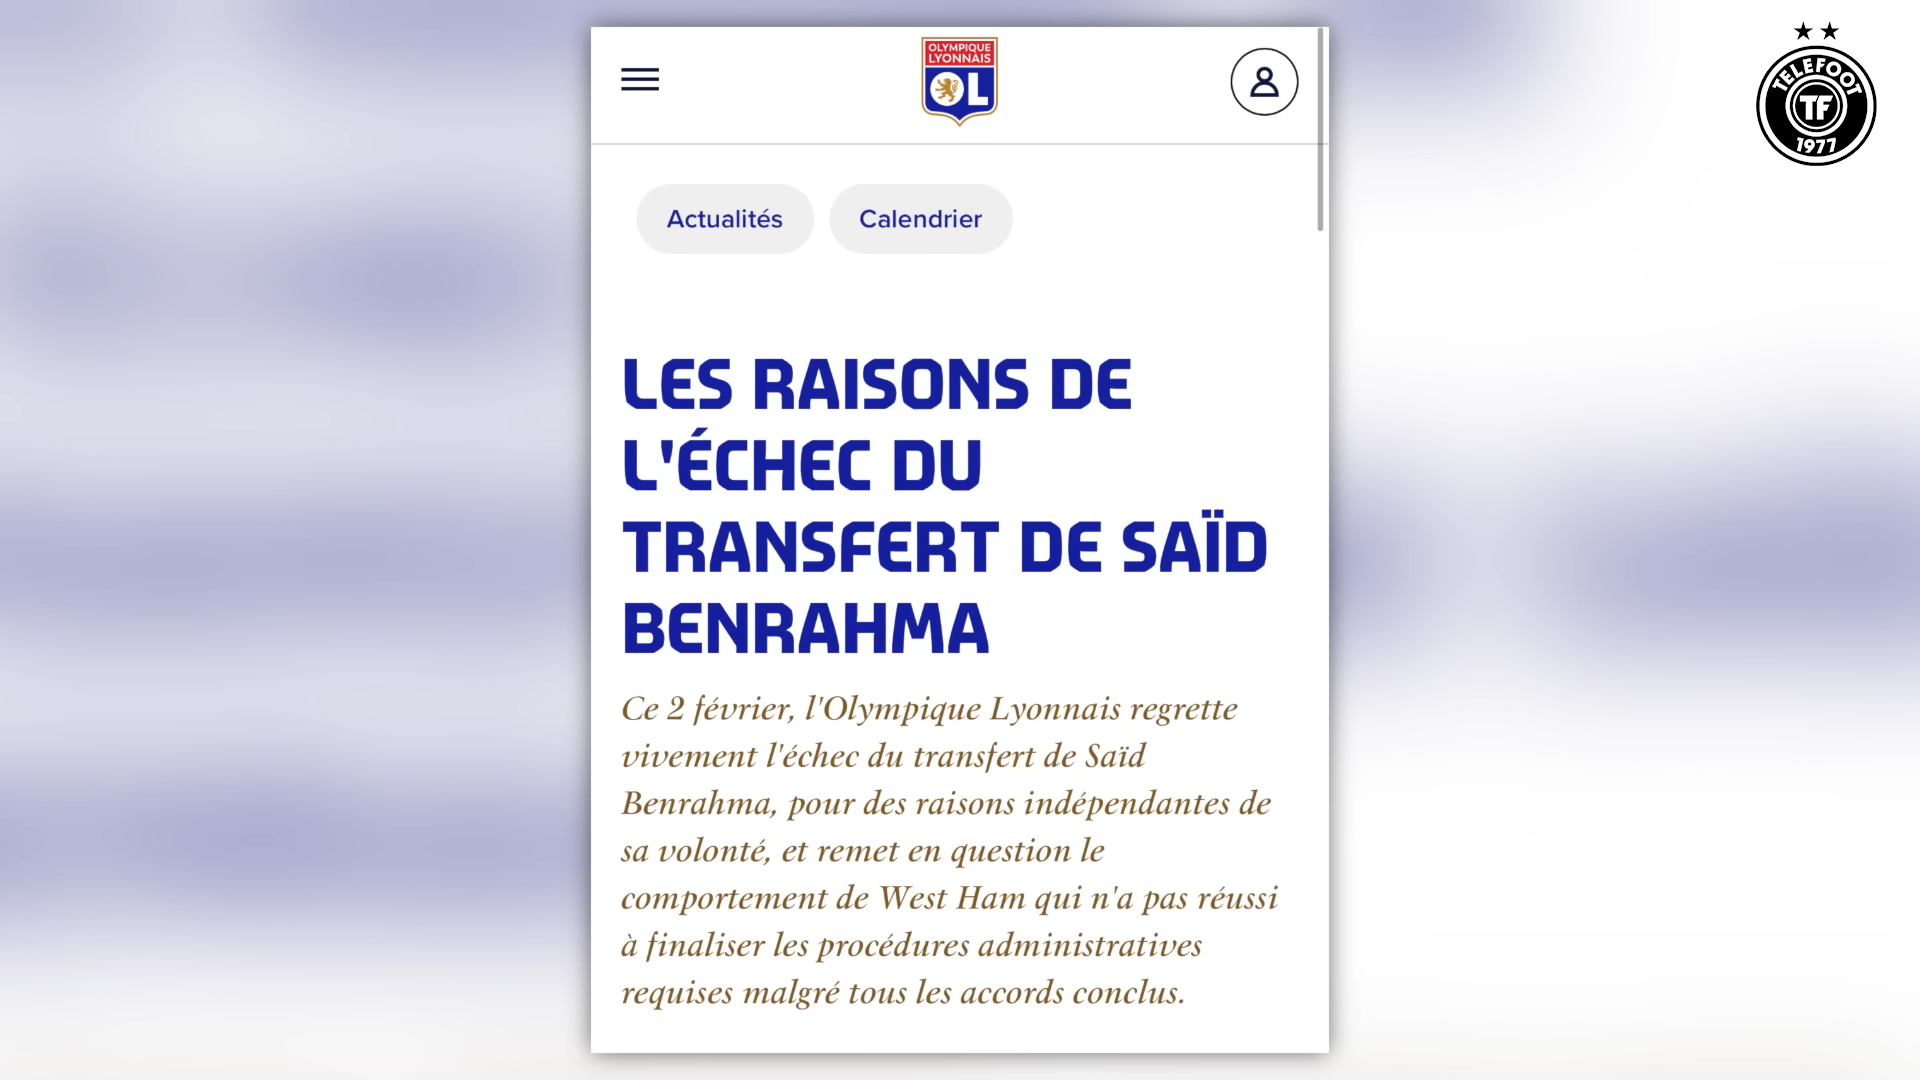 OLYMPIQUE
LYONNAIS
OL
TELEFOOT
TF
1977
Actualités
Calendrier
LES RAISONS DE
L'ÉCHEC DU
TRANSFERT DE SAÏD
BENRAHMA
Ce 2 février, l'Olympique Lyonnais regrette
vivement l'échec du transfert de Saïd
Benrahma, pour des raisons indépendantes de
sa volonté, et remet en question le
comportement de West Ham qui n'a pas réussi
à finaliser les procédures administratives
requises malgré tous les accords conclus.